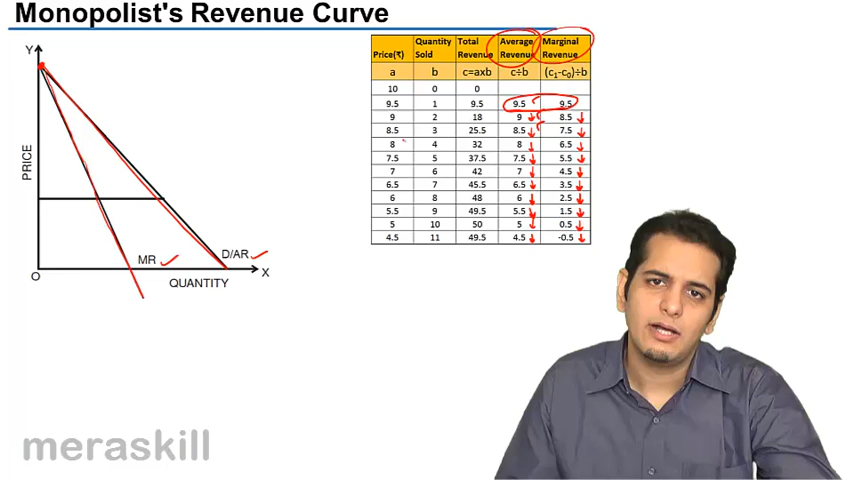 Monopolist's Revenue Curve
Y
PRICE
O
MR
D/AR
QUANTITY
X
Price(₹) Quantity Sold Total Revenue Average Revenue Marginal Revenue
a b c=axb c÷b (c₁-c₀)÷b
10 0 0
9.5 1 9.5 9.5 9.5
9 2 18 9 8.5
8.5 3 25.5 8.5 7.5
8 4 32 8 6.5
7.5 5 37.5 7.5 5.5
7 6 42 7 4.5
6.5 7 45.5 6.5 3.5
6 8 48 6 2.5
5.5 9 49.5 5.5 1.5
5 10 50 5 0.5
4.5 11 49.5 4.5 -0.5
meraskill